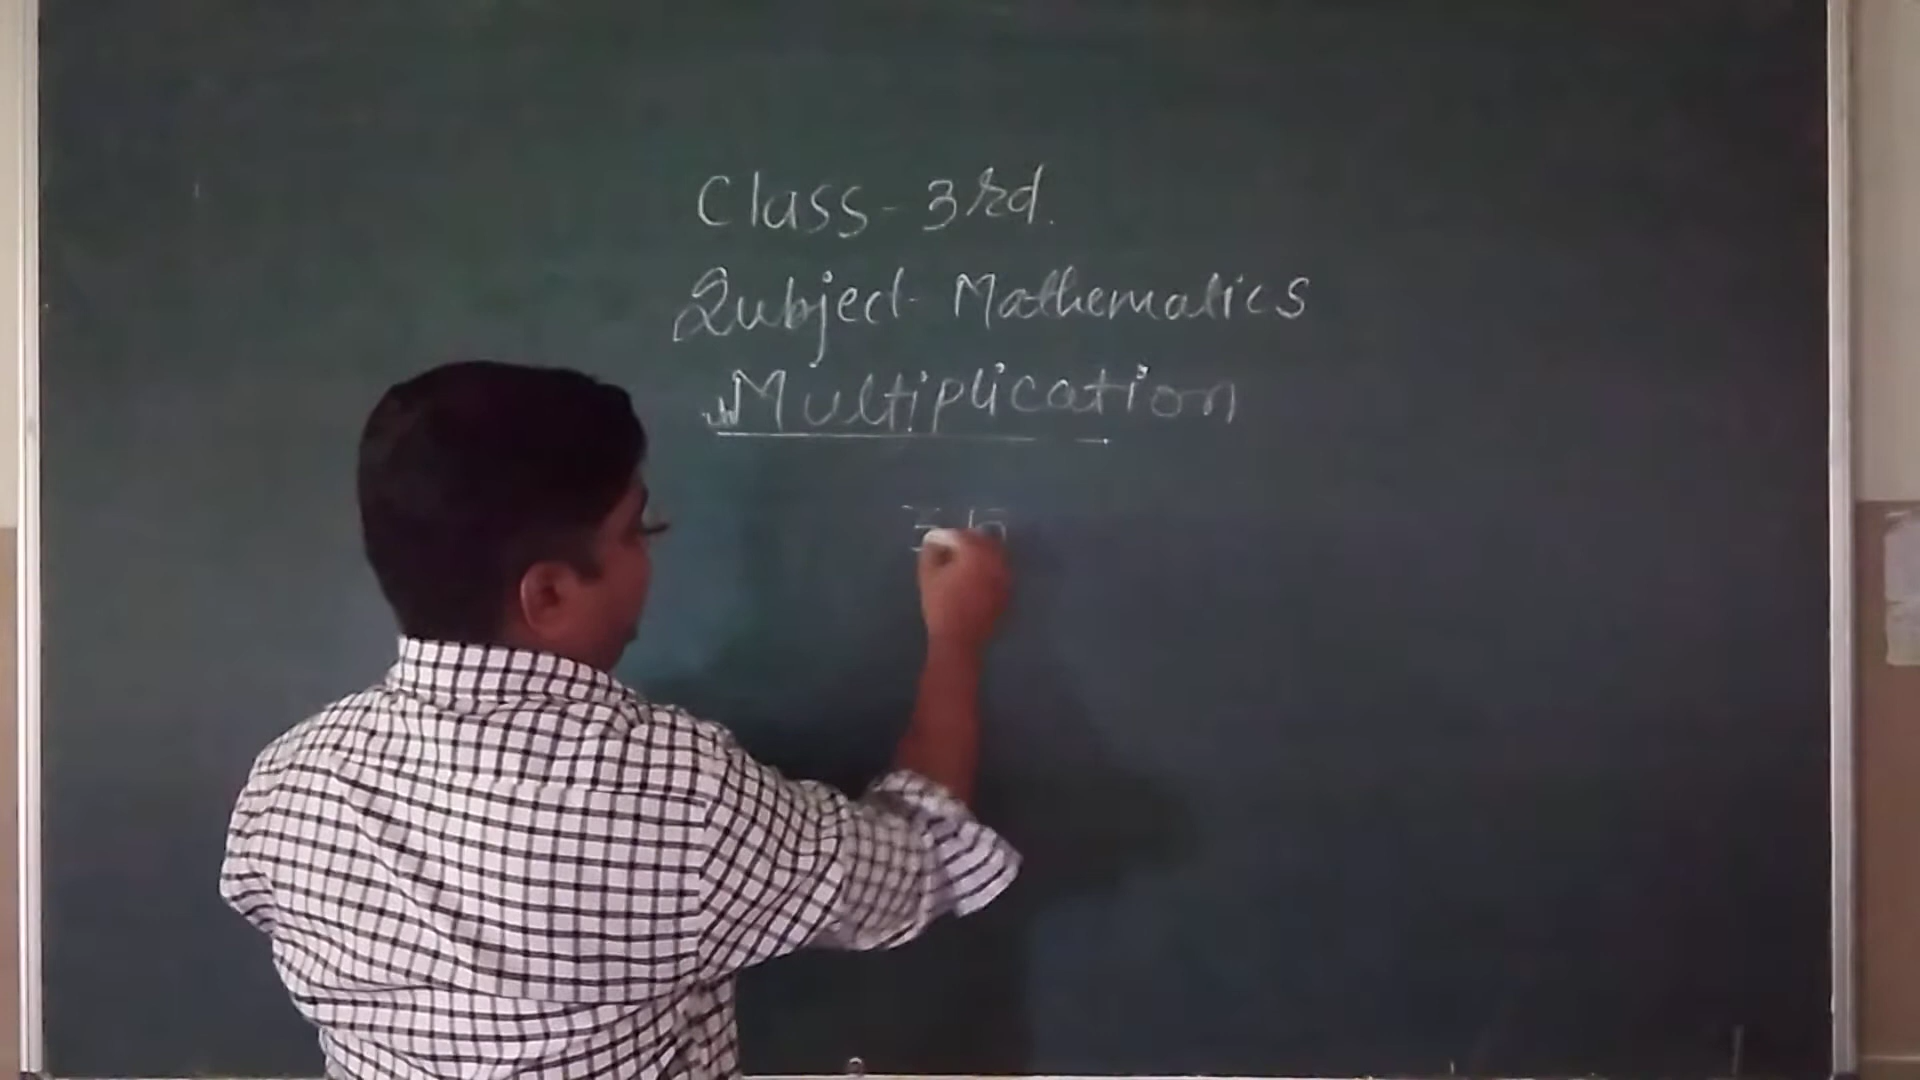 Class - 3rd.
Subject - Mathematics
Multiplication